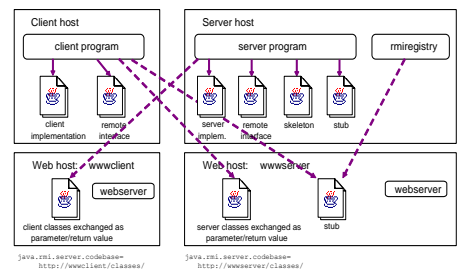 Client host
client program
client
implementation
remote
interface
Server host
server program
rmiregistry
server
implem.
remote
interface
skeleton
stub
Web host: wwwclient
webserver
client classes exchanged as
parameter/return value
Web host: wwwserver
webserver
server classes exchanged as
parameter/return value
stub
java.rmi.server.codebase=
http://wwwclient/classes/
java.rmi.server.codebase=
http://wwwserver/classes/